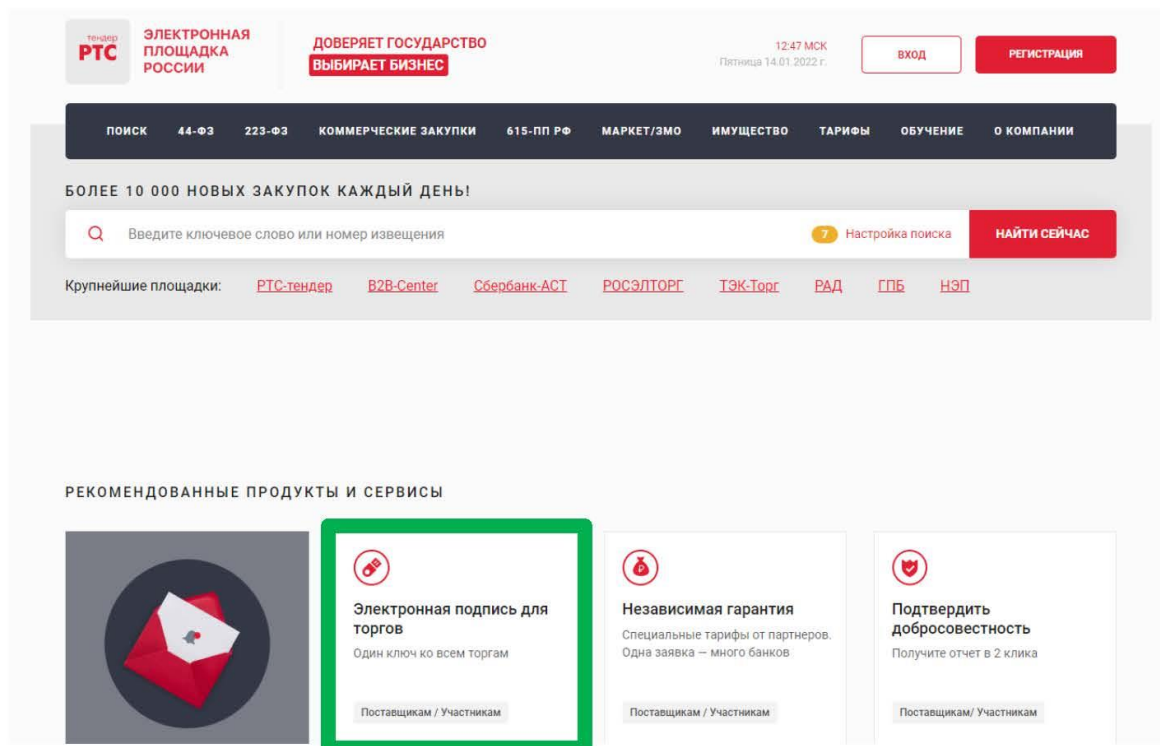 тендер
РТС
ЭЛЕКТРОННАЯ
ПЛОЩАДКА
РОССИИ
ДОВЕРЯЕТ ГОСУДАРСТВО
ВЫБИРАЕТ БИЗНЕС
12:47 МСК
Пятница 14.01.2022 г.
ВХОД
РЕГИСТРАЦИЯ
ПОИСК 44-ФЗ 223-ФЗ КОММЕРЧЕСКИЕ ЗАКУПКИ 615-ПП РФ МАРКЕТ/ЗМО ИМУЩЕСТВО ТАРИФЫ ОБУЧЕНИЕ О КОМПАНИИ
БОЛЕЕ 10 000 НОВЫХ ЗАКУПОК КАЖДЫЙ ДЕНЬ!
Введите ключевое слово или номер извещения 7 Настройка поиска НАЙТИ СЕЙЧАС
Крупнейшие площадки: РТС-тендер B2B-Center Сбербанк-АСТ РОСЭЛТОРГ ТЭК-Торг РАД ГПБ НЭП
РЕКОМЕНДОВАННЫЕ ПРОДУКТЫ И СЕРВИСЫ
Электронная подпись для
торгов
Один ключ ко всем торгам
Поставщикам / Участникам
Независимая гарантия
Специальные тарифы от партнеров.
Одна заявка — много банков
Поставщикам / Участникам
Подтвердить
добросовестность
Получите отчет в 2 клика
Поставщикам/ Участникам